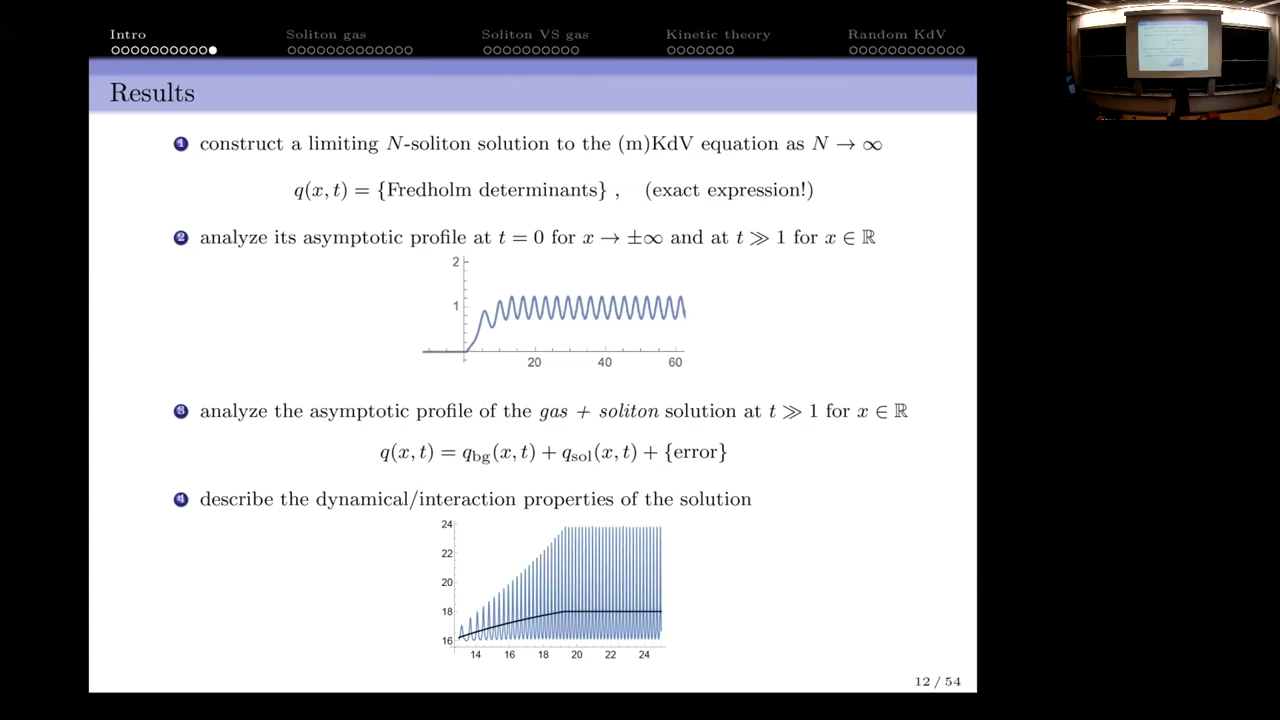 Intro Soliton gas Soliton VS gas Kinetic theory Random KdV
Results
1 construct a limiting N-soliton solution to the (m)KdV equation as N → ∞
q(x, t) = {Fredholm determinants} , (exact expression!)
2 analyze its asymptotic profile at t = 0 for x → ±∞ and at t ≫ 1 for x ∈ ℝ
2
1
20 40 60
3 analyze the asymptotic profile of the gas + soliton solution at t ≫ 1 for x ∈ ℝ
q(x, t) = q_bg(x, t) + q_sol(x, t) + {error}
4 describe the dynamical/interaction properties of the solution
24
22
20
18
16
14 16 18 20 22 24
12 / 54